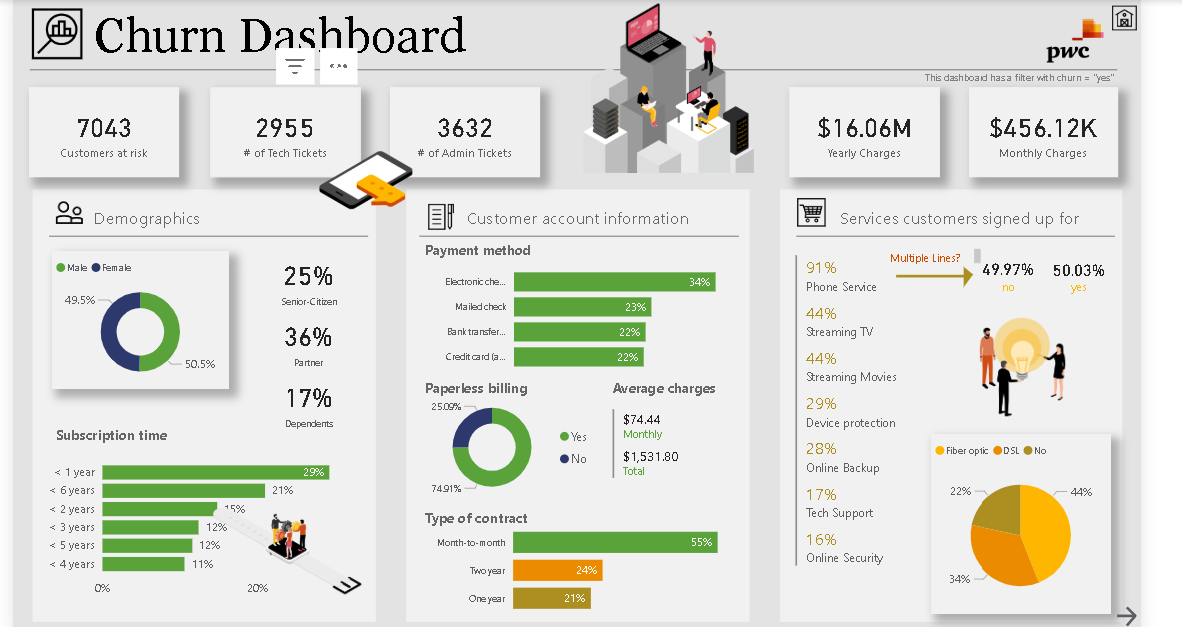 Churn Dashboard
pwc
This dashboard has a filter with churn = "yes"
7043
Customers at risk
2955
# of Tech Tickets
3632
# of Admin Tickets
$16.06M
Yearly Charges
$456.12K
Monthly Charges
Demographics
Male Female
49.5%
50.5%
25%
Senior-Citizen
36%
Partner
17%
Dependents
Subscription time
< 1 year 29%
< 6 years 21%
< 2 years 15%
< 3 years 12%
< 5 years 12%
< 4 years 11%
0% 20%
Customer account information
Payment method
Electronic che... 34%
Mailed check 23%
Bank transfer... 22%
Credit card (a... 22%
Paperless billing
25.09%
74.91%
Yes
No
Average charges
$74.44
Monthly
$1,531.80
Total
Type of contract
Month-to-month 55%
Two year 24%
One year 21%
Services customers signed up for
91%
Phone Service
Multiple Lines?
49.97%
no
50.03%
yes
44%
Streaming TV
44%
Streaming Movies
29%
Device protection
28%
Online Backup
17%
Tech Support
16%
Online Security
Fiber optic DSL No
22%
44%
34%